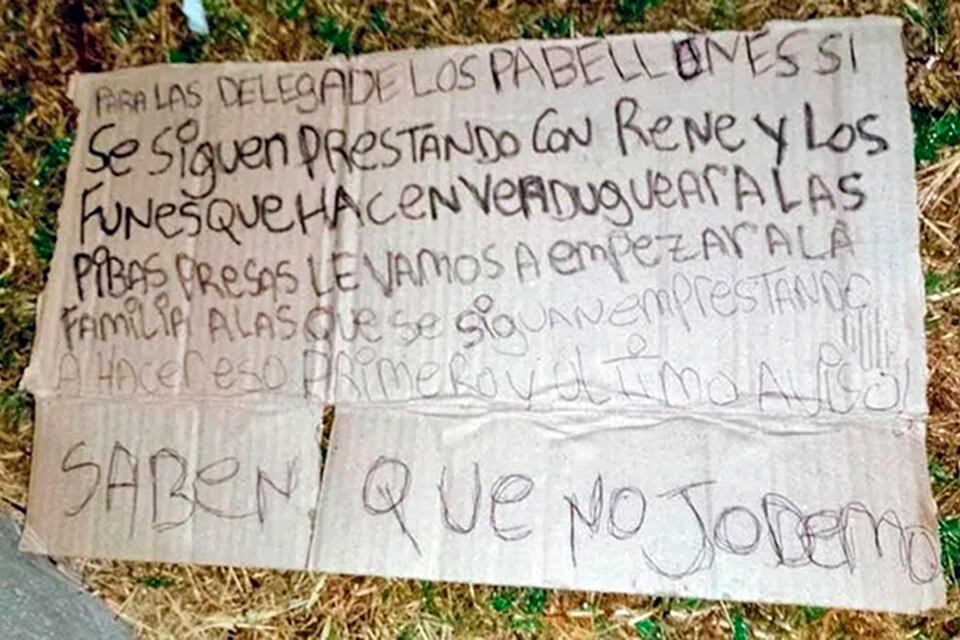 PARA LAS DELEGADE LOS PABELLONES SI
Se Siguen PRESTANDO CON RENE Y LOS
FUNES QUE HACEN VERDUGUEAr A LAS
PIBAS PRESAS LE VAMOS A empeZAr A LA
FAMILIA A LAS QUE Se SigUAN emprESTANDO
A HACEr eso PrIMERO Y ULTIMO AVISO!
SABEN QUE NO JODEMO